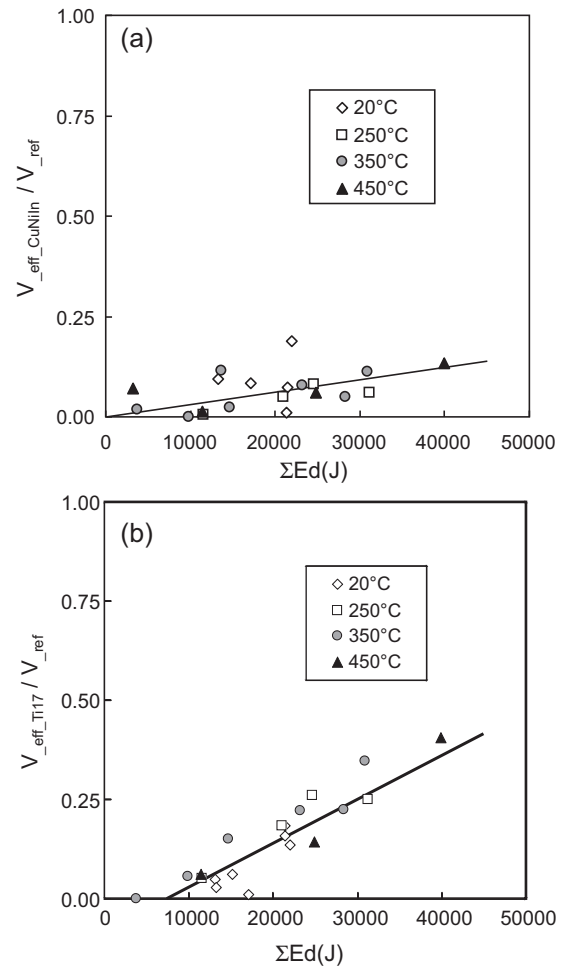 (a)
1.00
0.75
0.50
0.25
0.00
V_eff_CuNiIn / V_ref
20°C
250°C
350°C
450°C
0 10000 20000 30000 40000 50000
ΣEd(J)
(b)
1.00
0.75
0.50
0.25
0.00
V_eff_Ti17 / V_ref
20°C
250°C
350°C
450°C
0 10000 20000 30000 40000 50000
ΣEd(J)